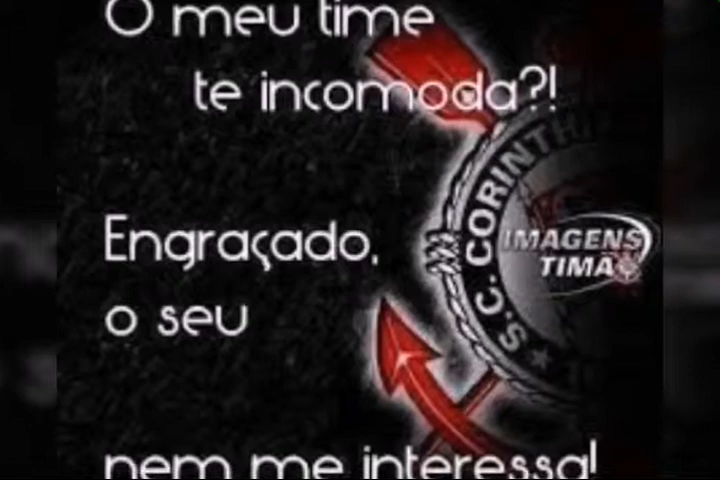 O meu time
te incomoda?!
S.C. CORINTH
IMAGENS
TIMÃO
Engraçado,
o seu
nem me interessa!